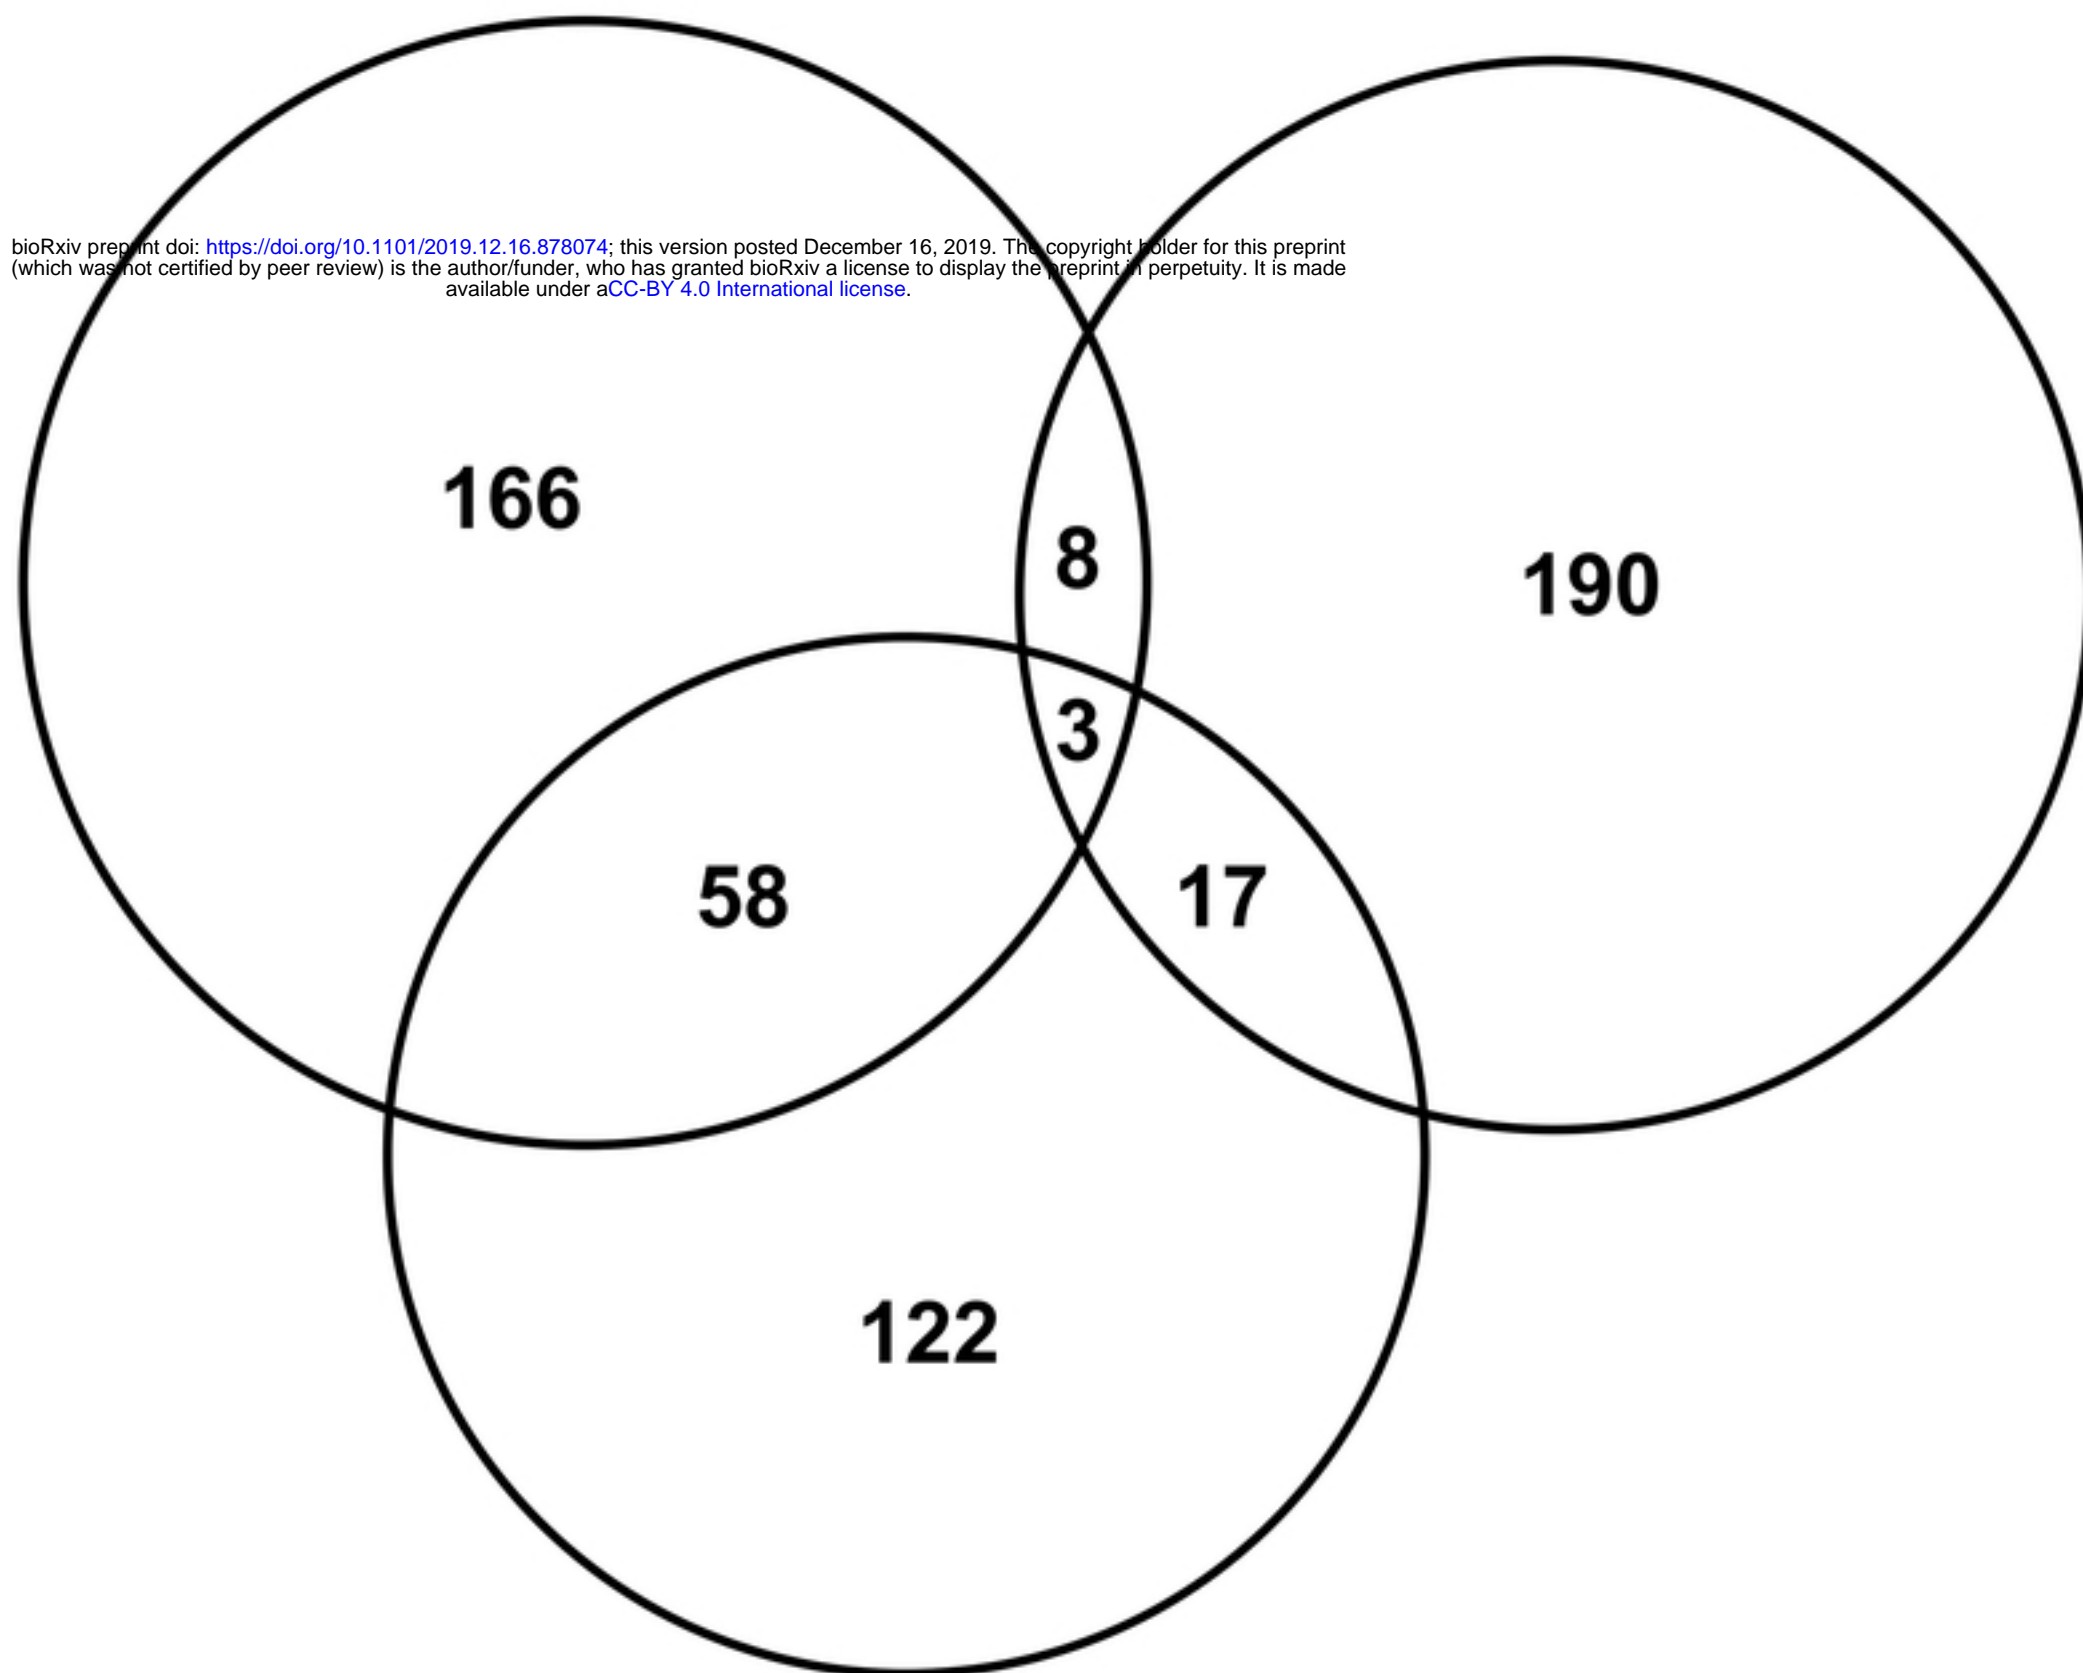 bioRxiv preprint doi: https://doi.org/10.1101/2019.12.16.878074; this version posted December 16, 2019. The copyright holder for this preprint
(which was not certified by peer review) is the author/funder, who has granted bioRxiv a license to display the preprint in perpetuity. It is made
available under aCC-BY 4.0 International license.
166
8
190
3
58
17
122